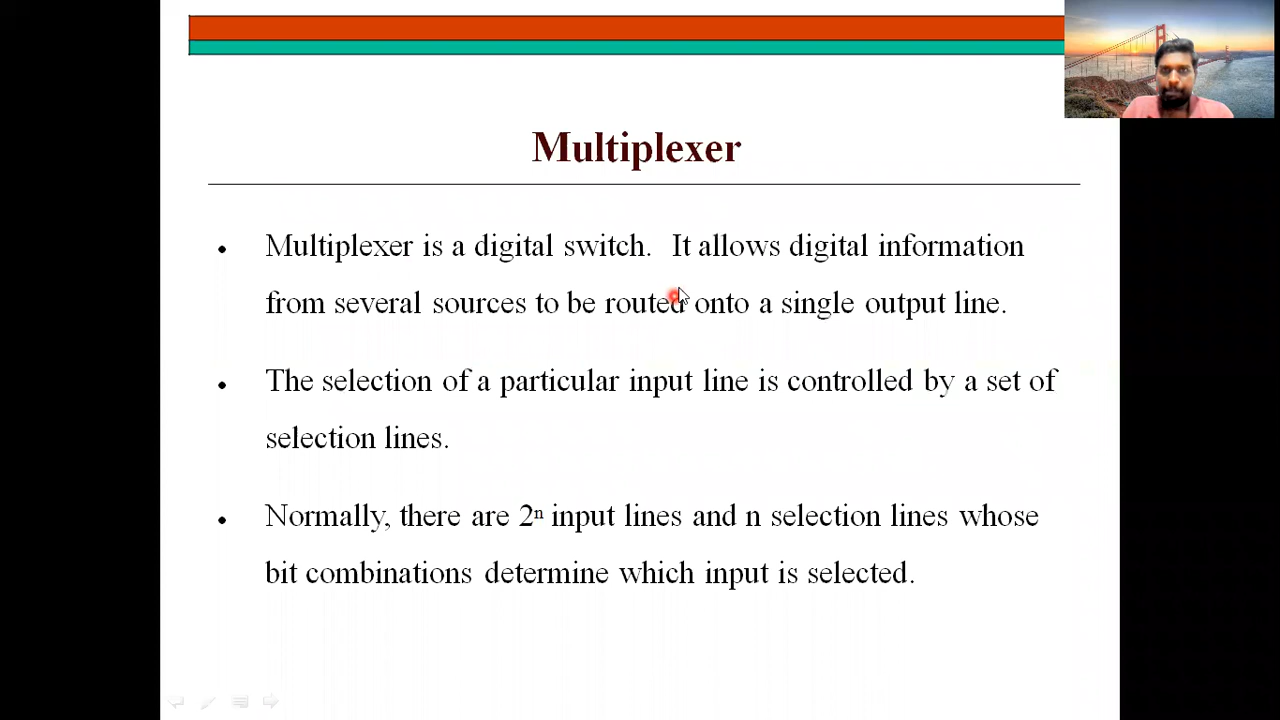 Multiplexer
• Multiplexer is a digital switch. It allows digital information
from several sources to be routed onto a single output line.
• The selection of a particular input line is controlled by a set of
selection lines.
• Normally, there are 2ⁿ input lines and n selection lines whose
bit combinations determine which input is selected.